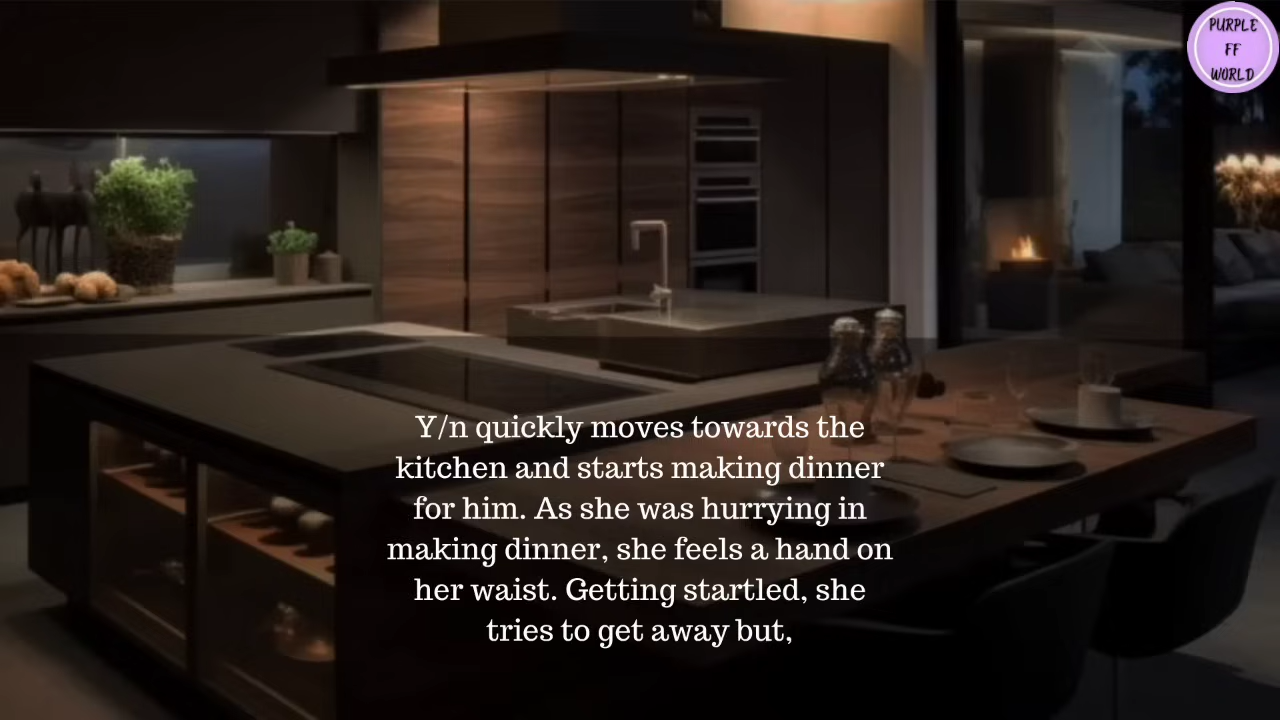 PURPLE
FF
WORLD
Y/n quickly moves towards the
kitchen and starts making dinner
for him. As she was hurrying in
making dinner, she feels a hand on
her waist. Getting startled, she
tries to get away but,